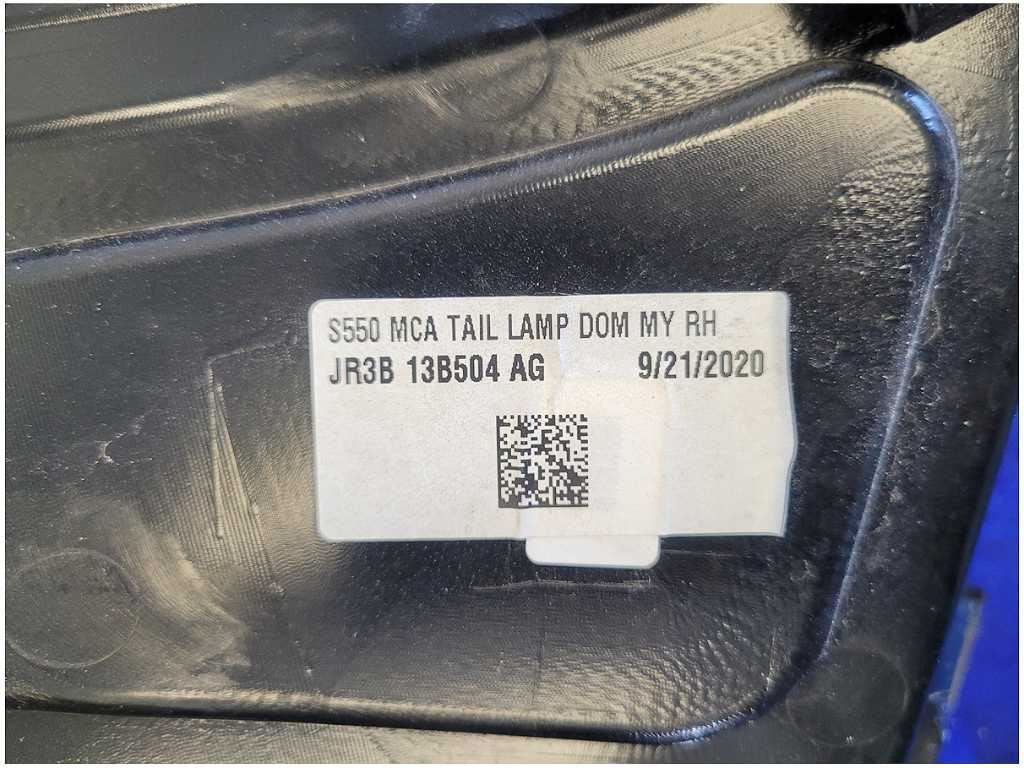 S550 MCA TAIL LAMP DOM MY RH
JR3B 13B504 AG 9/21/2020